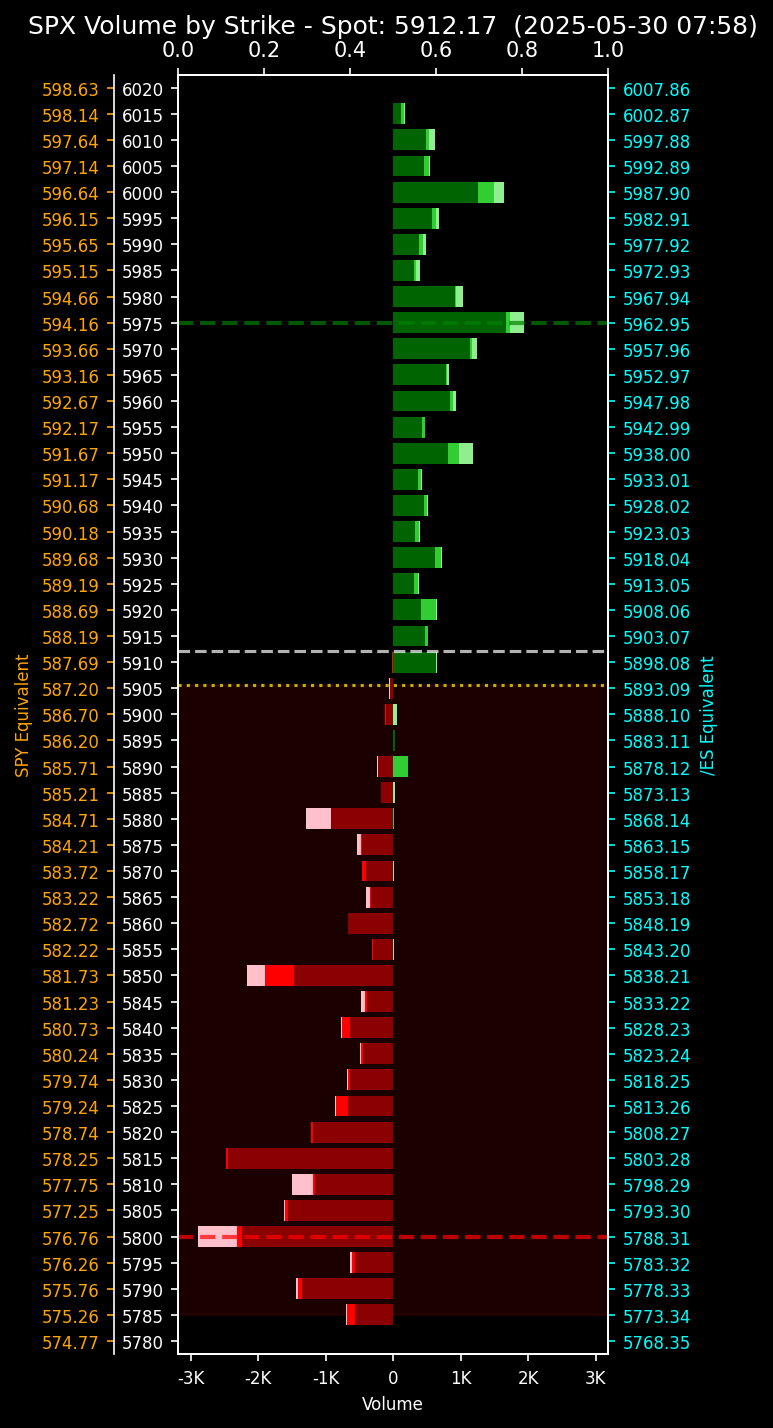 SPX Volume by Strike - Spot: 5912.17 (2025-05-30 07:58)
0.0 0.2 0.4 0.6 0.8 1.0
598.63 6020 6007.86
598.14 6015 6002.87
597.64 6010 5997.88
597.14 6005 5992.89
596.64 6000 5987.90
596.15 5995 5982.91
595.65 5990 5977.92
595.15 5985 5972.93
594.66 5980 5967.94
594.16 5975 5962.95
593.66 5970 5957.96
593.16 5965 5952.97
592.67 5960 5947.98
592.17 5955 5942.99
591.67 5950 5938.00
591.17 5945 5933.01
590.68 5940 5928.02
590.18 5935 5923.03
589.68 5930 5918.04
589.19 5925 5913.05
588.69 5920 5908.06
588.19 5915 5903.07
587.69 5910 5898.08
587.20 5905 5893.09
586.70 5900 5888.10
586.20 5895 5883.11
585.71 5890 5878.12
585.21 5885 5873.13
584.71 5880 5868.14
584.21 5875 5863.15
583.72 5870 5858.17
583.22 5865 5853.18
582.72 5860 5848.19
582.22 5855 5843.20
581.73 5850 5838.21
581.23 5845 5833.22
580.73 5840 5828.23
580.24 5835 5823.24
579.74 5830 5818.25
579.24 5825 5813.26
578.74 5820 5808.27
578.25 5815 5803.28
577.75 5810 5798.29
577.25 5805 5793.30
576.76 5800 5788.31
576.26 5795 5783.32
575.76 5790 5778.33
575.26 5785 5773.34
574.77 5780 5768.35
SPY Equivalent
/ES Equivalent
-3K -2K -1K 0 1K 2K 3K
Volume